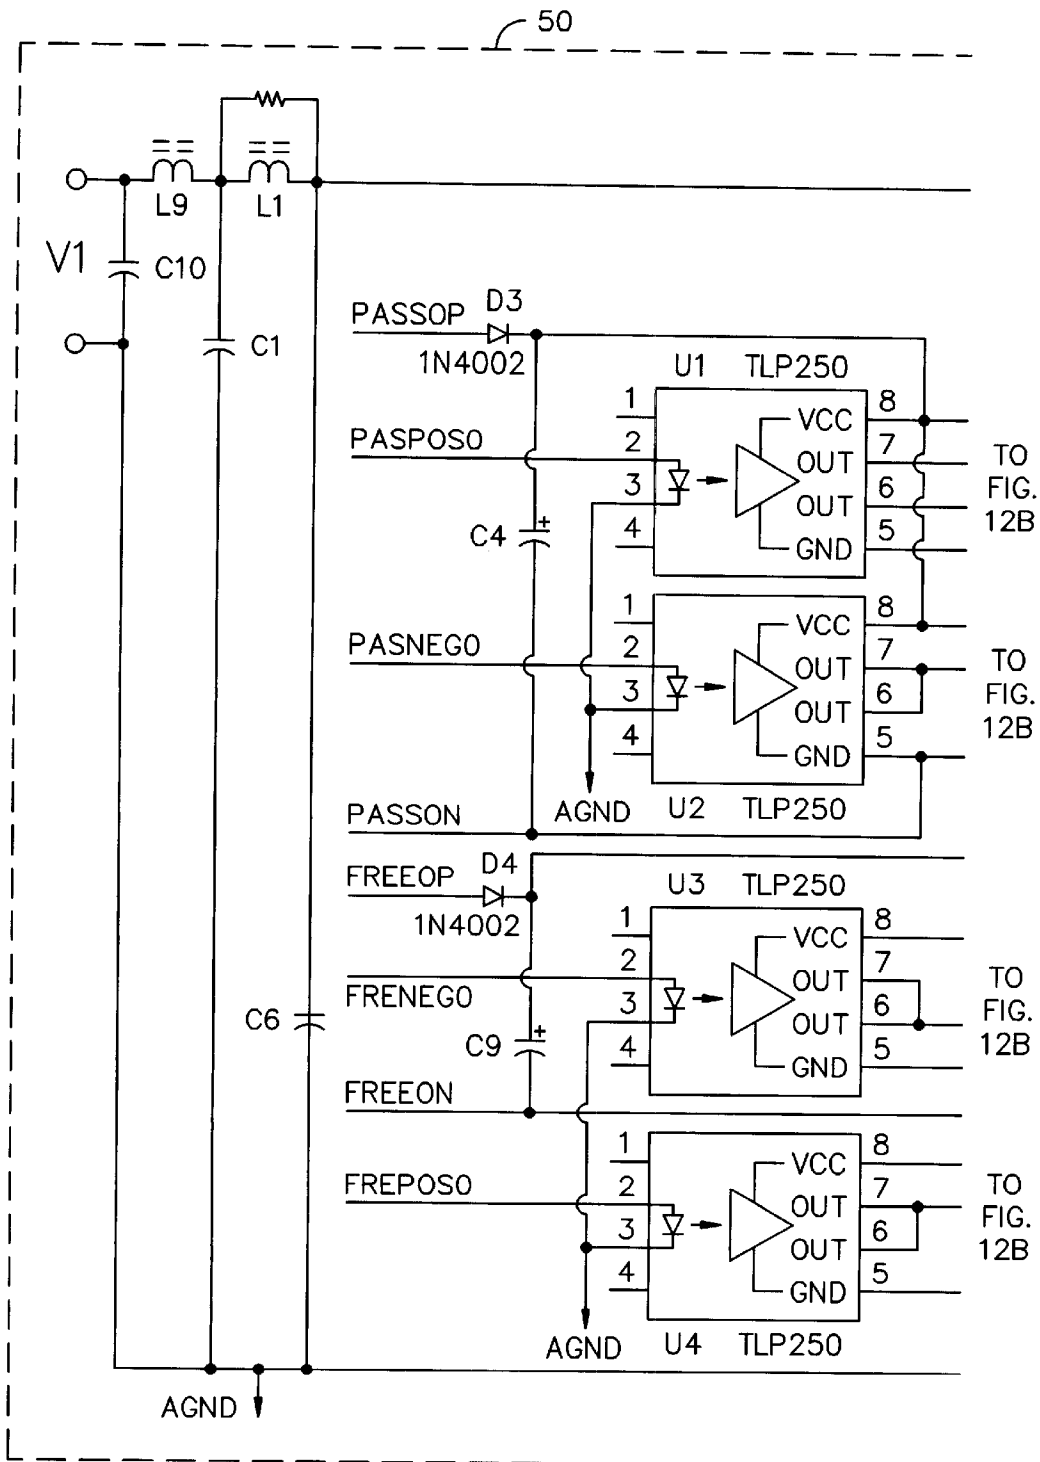 50
L9 L1
V1
C10
C1
PASSOP D3
1N4002
U1 TLP250
1 VCC 8
PASPOSO 2 OUT 7
3 OUT 6
4 GND 5
TO
FIG.
12B
C4
1 VCC 8
PASNEGO 2 OUT 7
3 OUT 6
4 GND 5
TO
FIG.
12B
AGND U2 TLP250
PASSON
FREEOP D4
1N4002
U3 TLP250
1 VCC 8
2 OUT 7
FRENEGO 3 OUT 6
4 GND 5
TO
FIG.
12B
C6
C9
FREEON
1 VCC 8
FREPOSO 2 OUT 7
3 OUT 6
4 GND 5
TO
FIG.
12B
AGND U4 TLP250
AGND